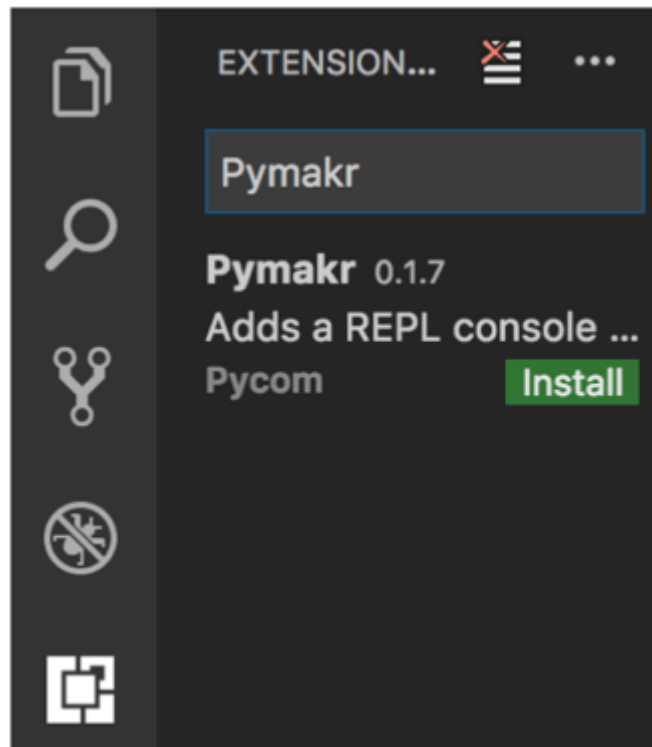 EXTENSION...
Pymakr
Pymakr 0.1.7
Adds a REPL console ...
Pycom Install